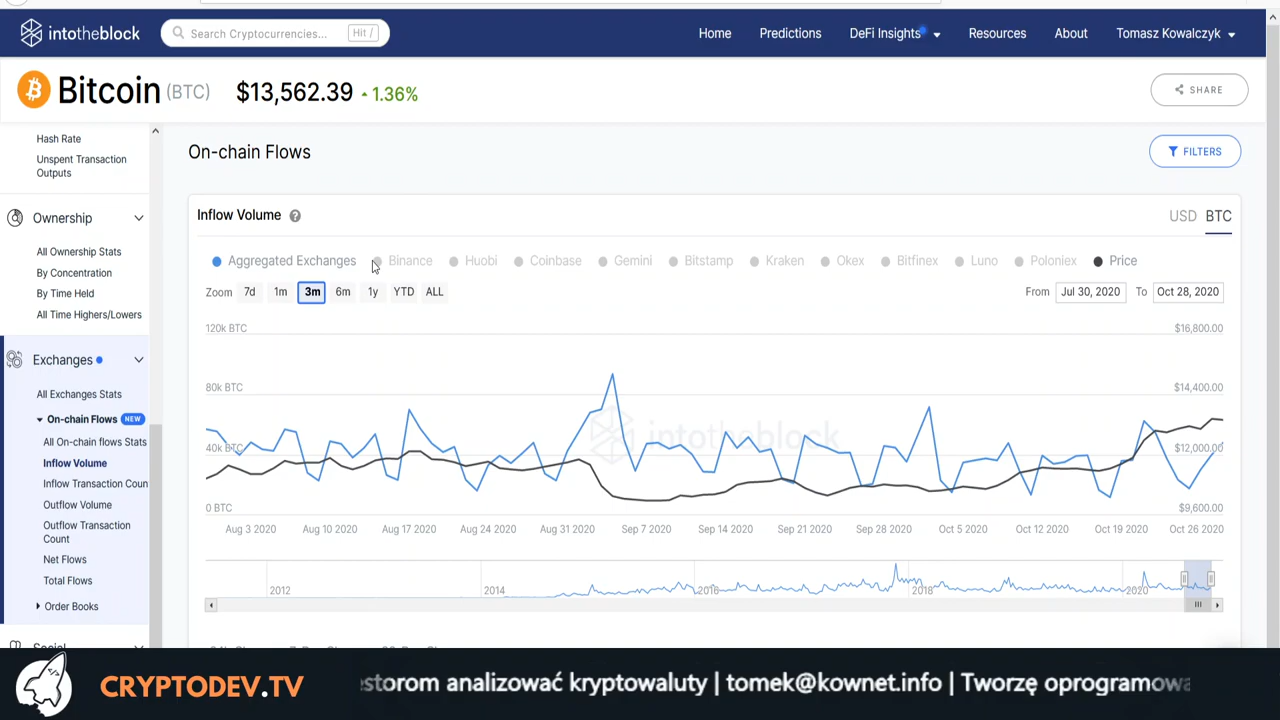 intotheblock
Search Cryptocurrencies...
Hit /
Home
Predictions
DeFi Insights
Resources
About
Tomasz Kowalczyk
Bitcoin (BTC) $13,562.39 1.36%
SHARE
Hash Rate
Unspent Transaction
Outputs
Ownership
All Ownership Stats
By Concentration
By Time Held
All Time Highers/Lowers
Exchanges
All Exchanges Stats
On-chain Flows NEW
All On-chain flows Stats
Inflow Volume
Inflow Transaction Coun
Outflow Volume
Outflow Transaction
Count
Net Flows
Total Flows
Order Books
Social
On-chain Flows
FILTERS
Inflow Volume ?
USD BTC
Aggregated Exchanges Binance Huobi Coinbase Gemini Bitstamp Kraken Okex Bitfinex Luno Poloniex Price
Zoom 7d 1m 3m 6m 1y YTD ALL
From Jul 30, 2020 To Oct 28, 2020
120k BTC $16,800.00
80k BTC $14,400.00
40k BTC $12,000.00
0 BTC $9,600.00
intotheblock
Aug 3 2020 Aug 10 2020 Aug 17 2020 Aug 24 2020 Aug 31 2020 Sep 7 2020 Sep 14 2020 Sep 21 2020 Sep 28 2020 Oct 5 2020 Oct 12 2020 Oct 19 2020 Oct 26 2020
2012 2014 2016 2018 2020
CRYPTODEV.TV
storom analizować kryptowaluty | tomek@kownet.info | Tworzę oprogramowa